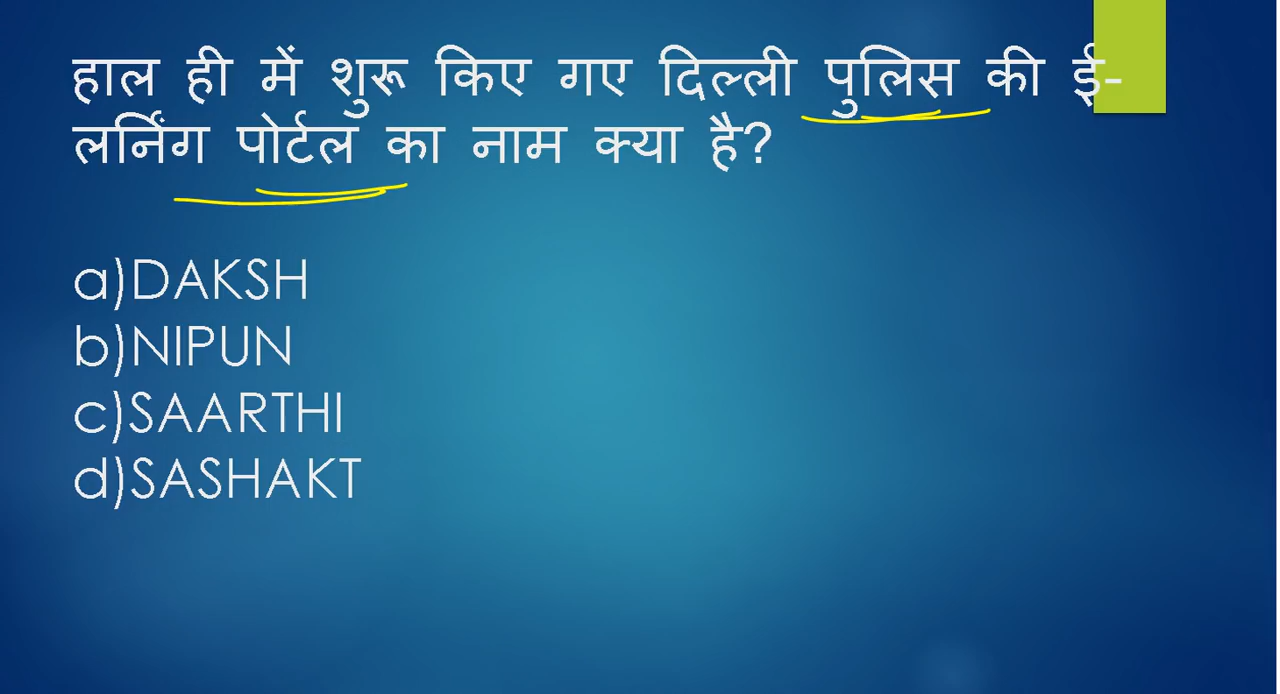 हाल ही में शुरू किए गए दिल्ली पुलिस की ई-
लर्निंग पोर्टल का नाम क्या है?
a)DAKSH
b)NIPUN
c)SAARTHI
d)SASHAKT